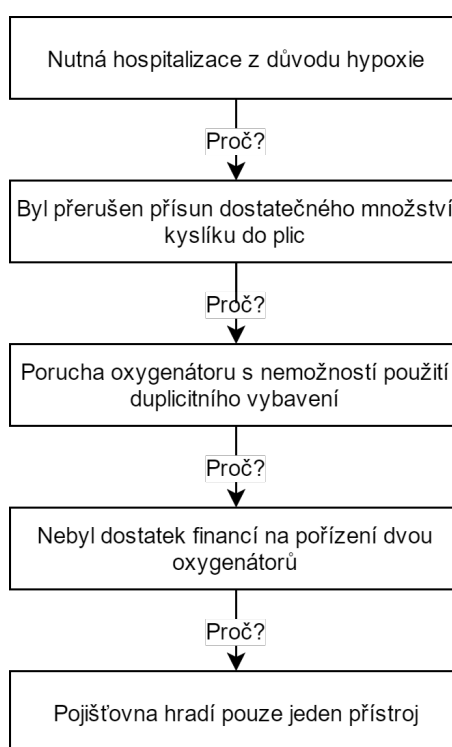 Nutná hospitalizace z důvodu hypoxie
Proč?
Byl přerušen přísun dostatečného množství
kyslíku do plic
Proč?
Porucha oxygenátoru s nemožností použití
duplicitního vybavení
Proč?
Nebyl dostatek financí na pořízení dvou
oxygenátorů
Proč?
Pojišťovna hradí pouze jeden přístroj